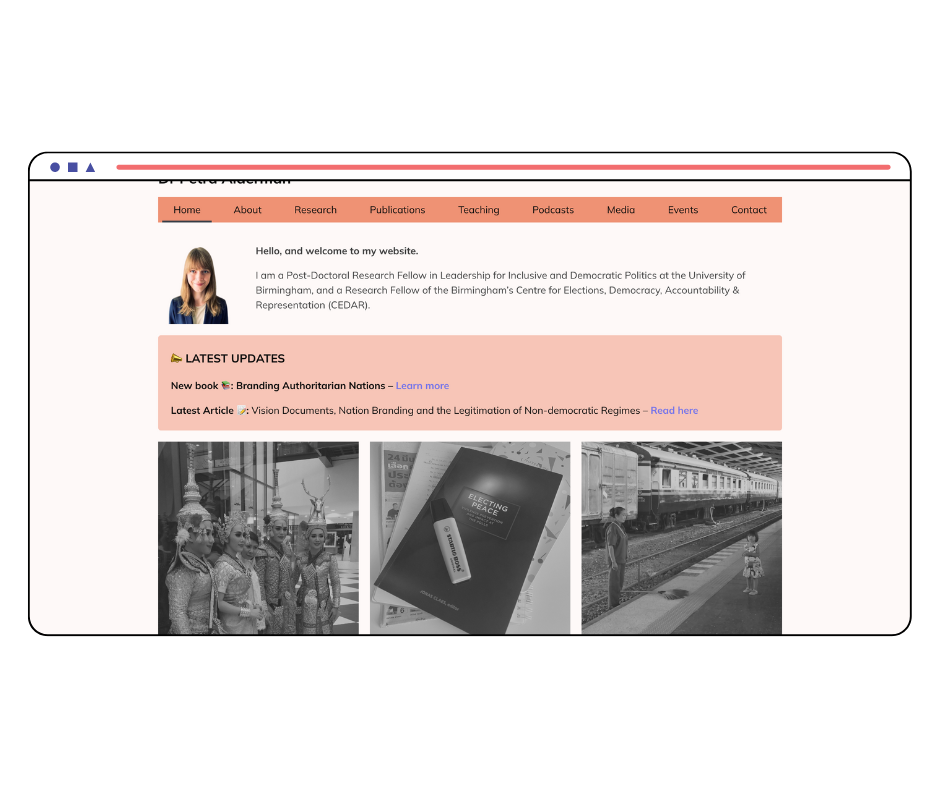 Dr Petra Alderman
Home About Research Publications Teaching Podcasts Media Events Contact
Hello, and welcome to my website.
I am a Post-Doctoral Research Fellow in Leadership for Inclusive and Democratic Politics at the University of
Birmingham, and a Research Fellow of the Birmingham's Centre for Elections, Democracy, Accountability &
Representation (CEDAR).
LATEST UPDATES
New book 📚: Branding Authoritarian Nations – Learn more
Latest Article 📝: Vision Documents, Nation Branding and the Legitimation of Non-democratic Regimes – Read here
ELECTING
PEACE
STABILO BOSS